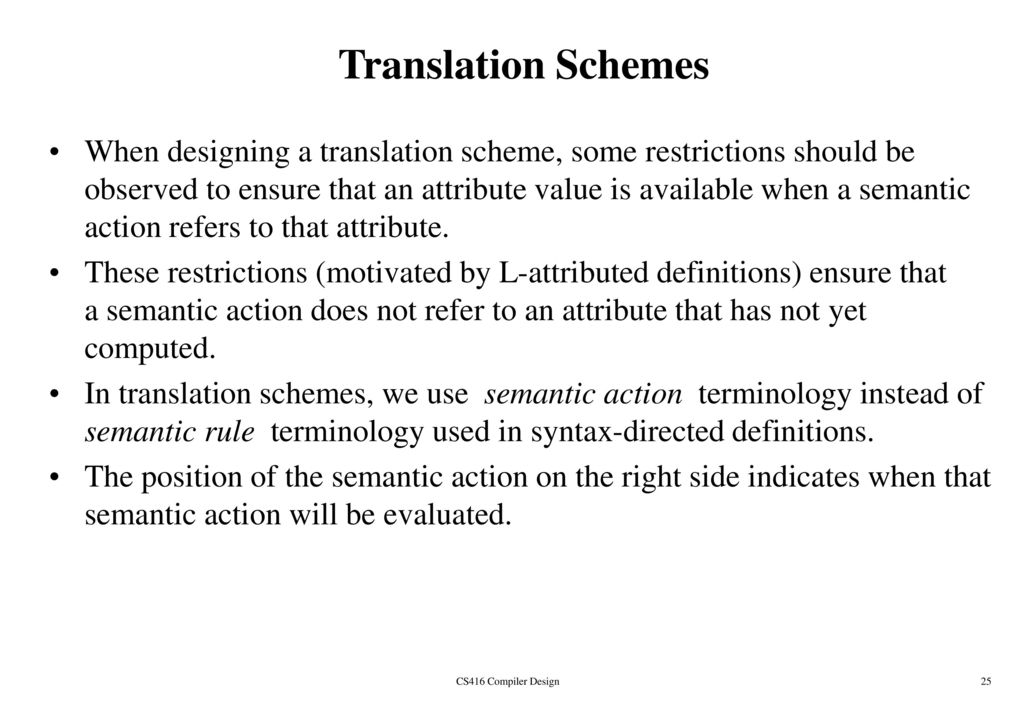 Translation Schemes
• When designing a translation scheme, some restrictions should be
observed to ensure that an attribute value is available when a semantic
action refers to that attribute.
• These restrictions (motivated by L-attributed definitions) ensure that
a semantic action does not refer to an attribute that has not yet
computed.
• In translation schemes, we use semantic action terminology instead of
semantic rule terminology used in syntax-directed definitions.
• The position of the semantic action on the right side indicates when that
semantic action will be evaluated.
CS416 Compiler Design
25